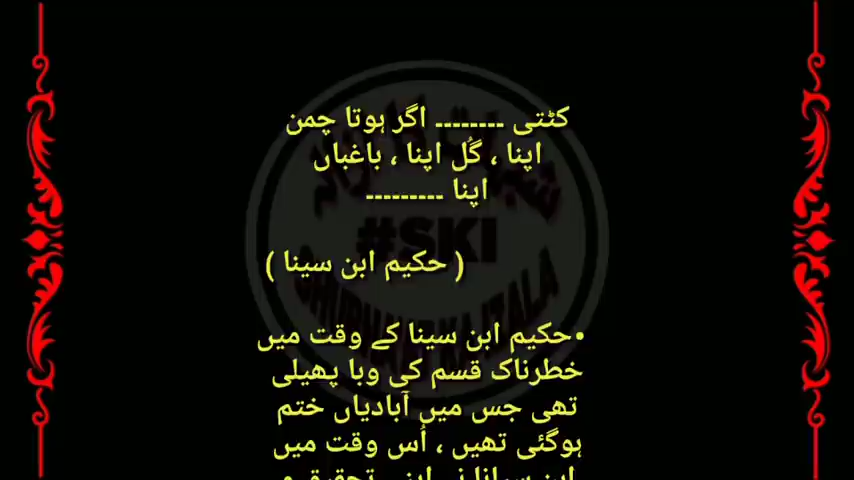 کٹتی ۔۔۔۔۔۔۔۔ اگر ہوتا چمن
اپنا ، گُل اپنا ، باغباں
اپنا ۔۔۔۔۔۔۔۔۔
( حکیم ابن سینا )
•حکیم ابن سینا کے وقت میں
خطرناک قسم کی وبا پھیلی
تھی جس میں آبادیاں ختم
ہوگئی تھیں ، اُس وقت میں
#SKI